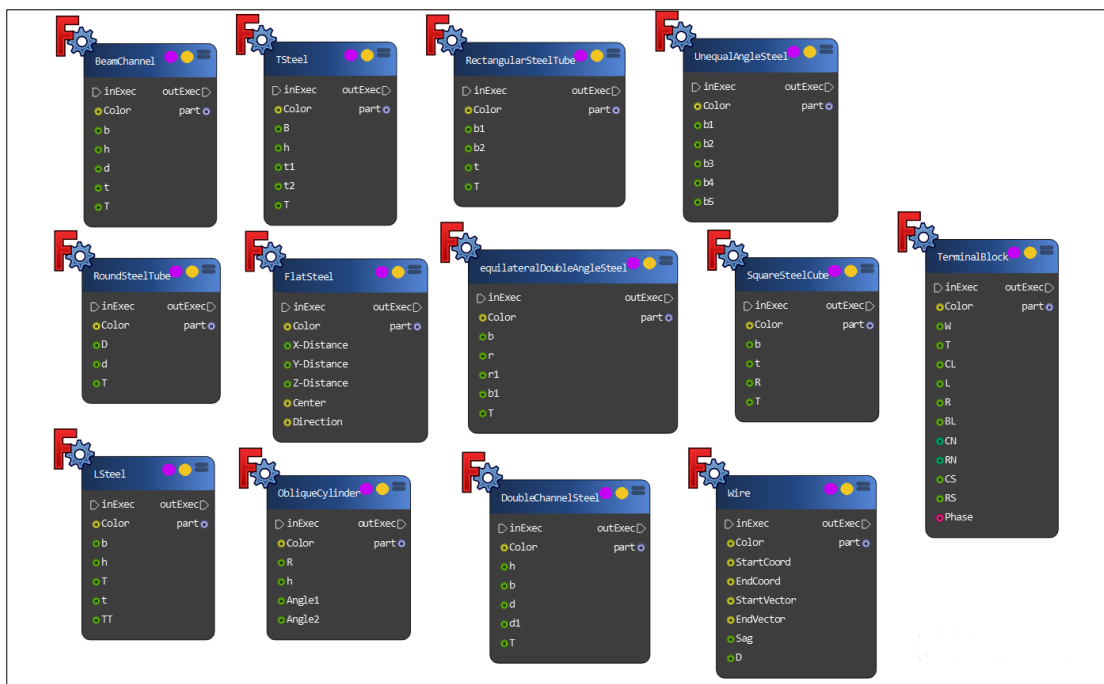 BeamChannel
inExec outExec
Color part
b
h
d
t
T
TSteel
inExec outExec
Color part
B
h
t1
t2
T
RectangularSteelTube
inExec outExec
Color part
b1
b2
t
T
UnequalAngleSteel
inExec outExec
Color part
b1
b2
b3
b4
b5
RoundSteelTube
inExec outExec
Color part
D
d
T
FlatSteel
inExec outExec
Color part
X-Distance
Y-Distance
Z-Distance
Center
Direction
equilateralDoubleAngleSteel
inExec outExec
Color part
b
r
r1
b1
T
SquareSteelCube
inExec outExec
Color part
b
t
R
T
TerminalBlock
inExec outExec
Color part
W
T
CL
L
R
BL
CN
RN
CS
RS
Phase
LSteel
inExec outExec
Color part
b
h
T
t
TT
ObliqueCylinder
inExec outExec
Color part
R
h
Angle1
Angle2
DoubleChannelSteel
inExec outExec
Color part
h
b
d
d1
T
Wire
inExec outExec
Color part
StartCoord
EndCoord
StartVector
EndVector
Sag
D